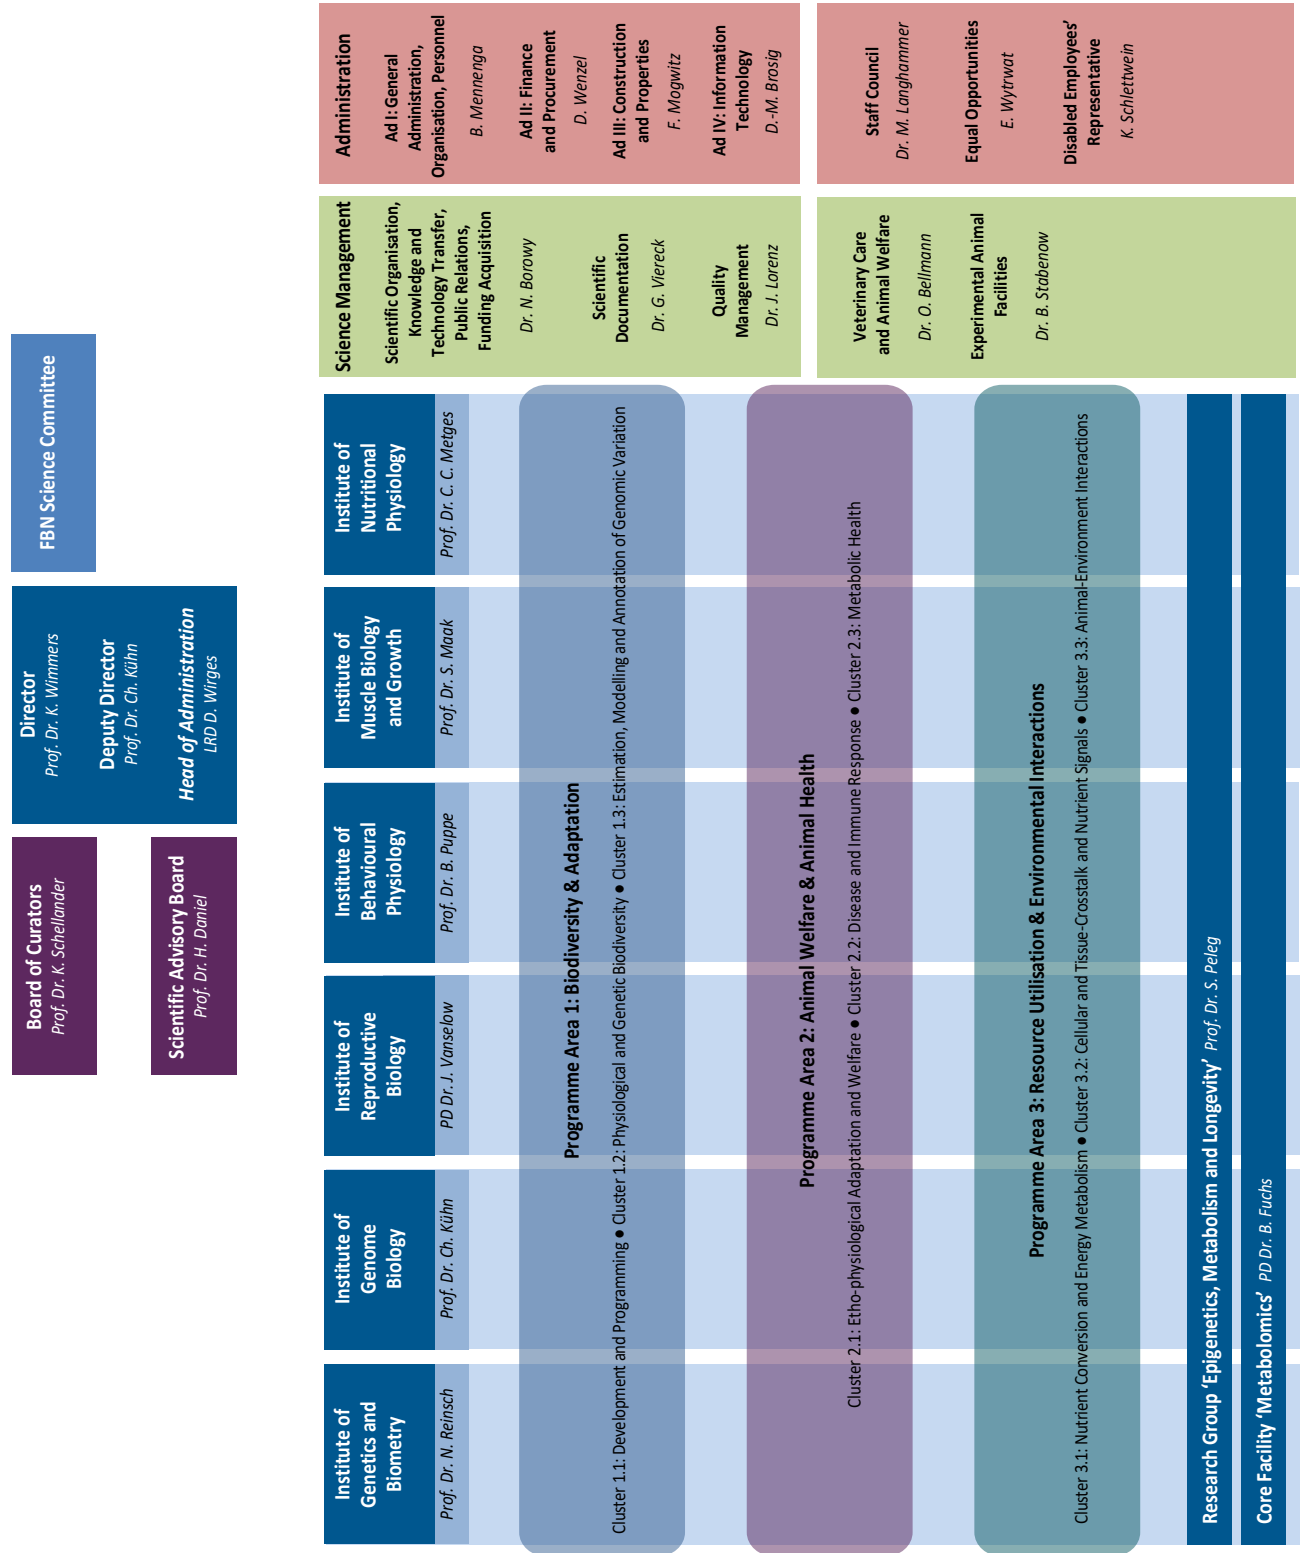 Board of Curators
Prof. Dr. K. Schellander
Scientific Advisory Board
Prof. Dr. H. Daniel
Director
Prof. Dr. K. Wimmers
Deputy Director
Prof. Dr. Ch. Kühn
Head of Administration
LRD D. Wirges
FBN Science Committee
Institute of
Genetics and
Biometry
Prof. Dr. N. Reinsch
Institute of
Genome
Biology
Prof. Dr. Ch. Kühn
Institute of
Reproductive
Biology
PD Dr. J. Vanselow
Institute of
Behavioural
Physiology
Prof. Dr. B. Puppe
Institute of
Muscle Biology
and Growth
Prof. Dr. S. Maak
Institute of
Nutritional
Physiology
Prof. Dr. C. C. Metges
Programme Area 1: Biodiversity & Adaptation
Cluster 1.1: Development and Programming ● Cluster 1.2: Physiological and Genetic Biodiversity ● Cluster 1.3: Estimation, Modelling and Annotation of Genomic Variation
Programme Area 2: Animal Welfare & Animal Health
Cluster 2.1: Etho-physiological Adaptation and Welfare ● Cluster 2.2: Disease and Immune Response ● Cluster 2.3: Metabolic Health
Programme Area 3: Resource Utilisation & Environmental Interactions
Cluster 3.1: Nutrient Conversion and Energy Metabolism ● Cluster 3.2: Cellular and Tissue-Crosstalk and Nutrient Signals ● Cluster 3.3: Animal-Environment Interactions
Research Group ‘Epigenetics, Metabolism and Longevity’ Prof. Dr. S. Peleg
Core Facility ‘Metabolomics’ PD Dr. B. Fuchs
Science Management
Scientific Organisation,
Knowledge and
Technology Transfer,
Public Relations,
Funding Acquisition
Dr. N. Borowy
Scientific
Documentation
Dr. G. Viereck
Quality
Management
Dr. J. Lorenz
Veterinary Care
and Animal Welfare
Dr. O. Bellmann
Experimental Animal
Facilities
Dr. B. Stabenow
Administration
Ad I: General
Administration,
Organisation, Personnel
B. Mennenga
Ad II: Finance
and Procurement
D. Wenzel
Ad III: Construction
and Properties
F. Mogwitz
Ad IV: Information
Technology
D.-M. Brosig
Staff Council
Dr. M. Langhammer
Equal Opportunities
E. Wytrwat
Disabled Employees’
Representative
K. Schlettwein